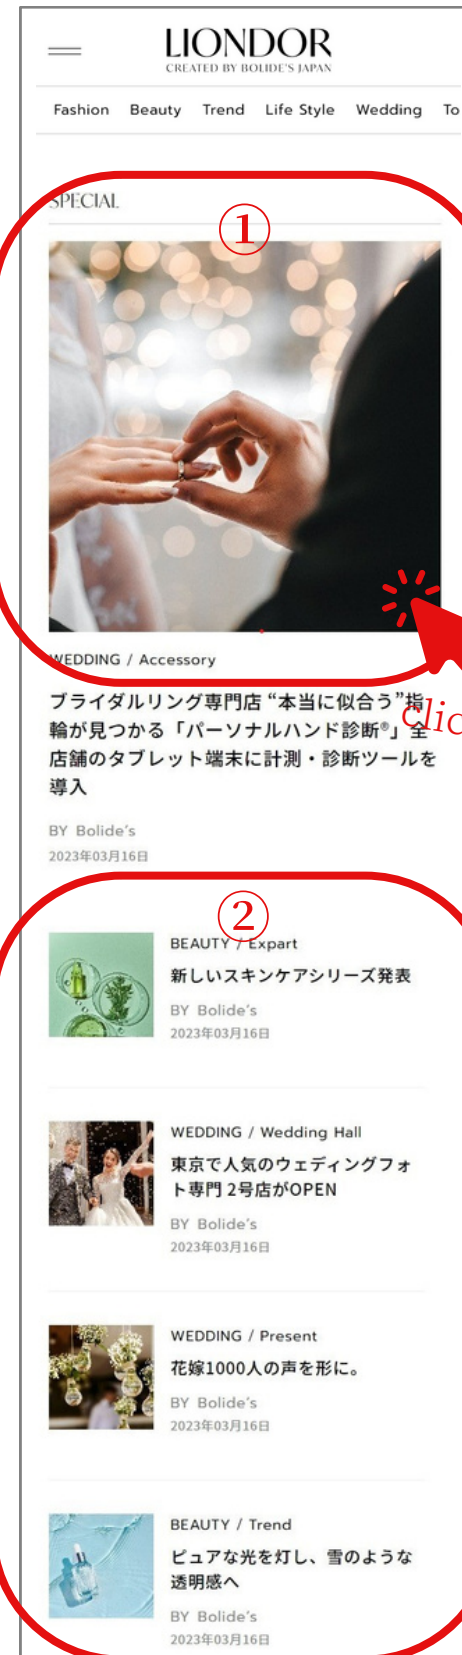 LIONDOR
CREATED BY BOLIDE'S JAPAN
Fashion Beauty Trend Life Style Wedding To
SPECIAL
①
WEDDING / Accessory
ブライダルリング専門店 “本当に似合う”指
輪が見つかる「パーソナルハンド診断®」全
店舗のタブレット端末に計測・診断ツールを
導入
clic
BY Bolide's
2023年03月16日
②
BEAUTY / Expart
新しいスキンケアシリーズ発表
BY Bolide's
2023年03月16日
WEDDING / Wedding Hall
東京で人気のウェディングフォ
ト専門 2号店がOPEN
BY Bolide's
2023年03月16日
WEDDING / Present
花嫁1000人の声を形に。
BY Bolide's
2023年03月16日
BEAUTY / Trend
ピュアな光を灯し、雪のような
透明感へ
BY Bolide's
2023年03月16日